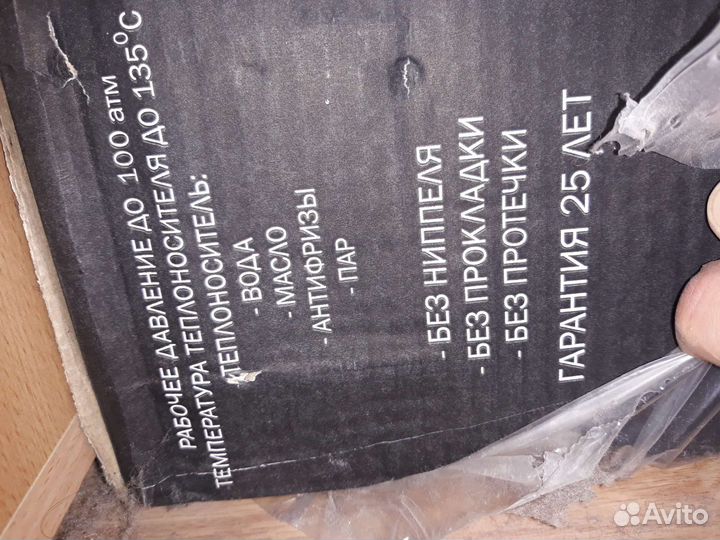 РАБОЧЕЕ ДАВЛЕНИЕ ДО 100 атм
ТЕМПЕРАТУРА ТЕПЛОНОСИТЕЛЯ ДО 135°С
ТЕПЛОНОСИТЕЛЬ:
- ВОДА
- МАСЛО
- АНТИФРИЗЫ
- ПАР
- БЕЗ НИППЕЛЯ
- БЕЗ ПРОКЛАДКИ
- БЕЗ ПРОТЕЧКИ
ГАРАНТИЯ 25 ЛЕТ
Avito